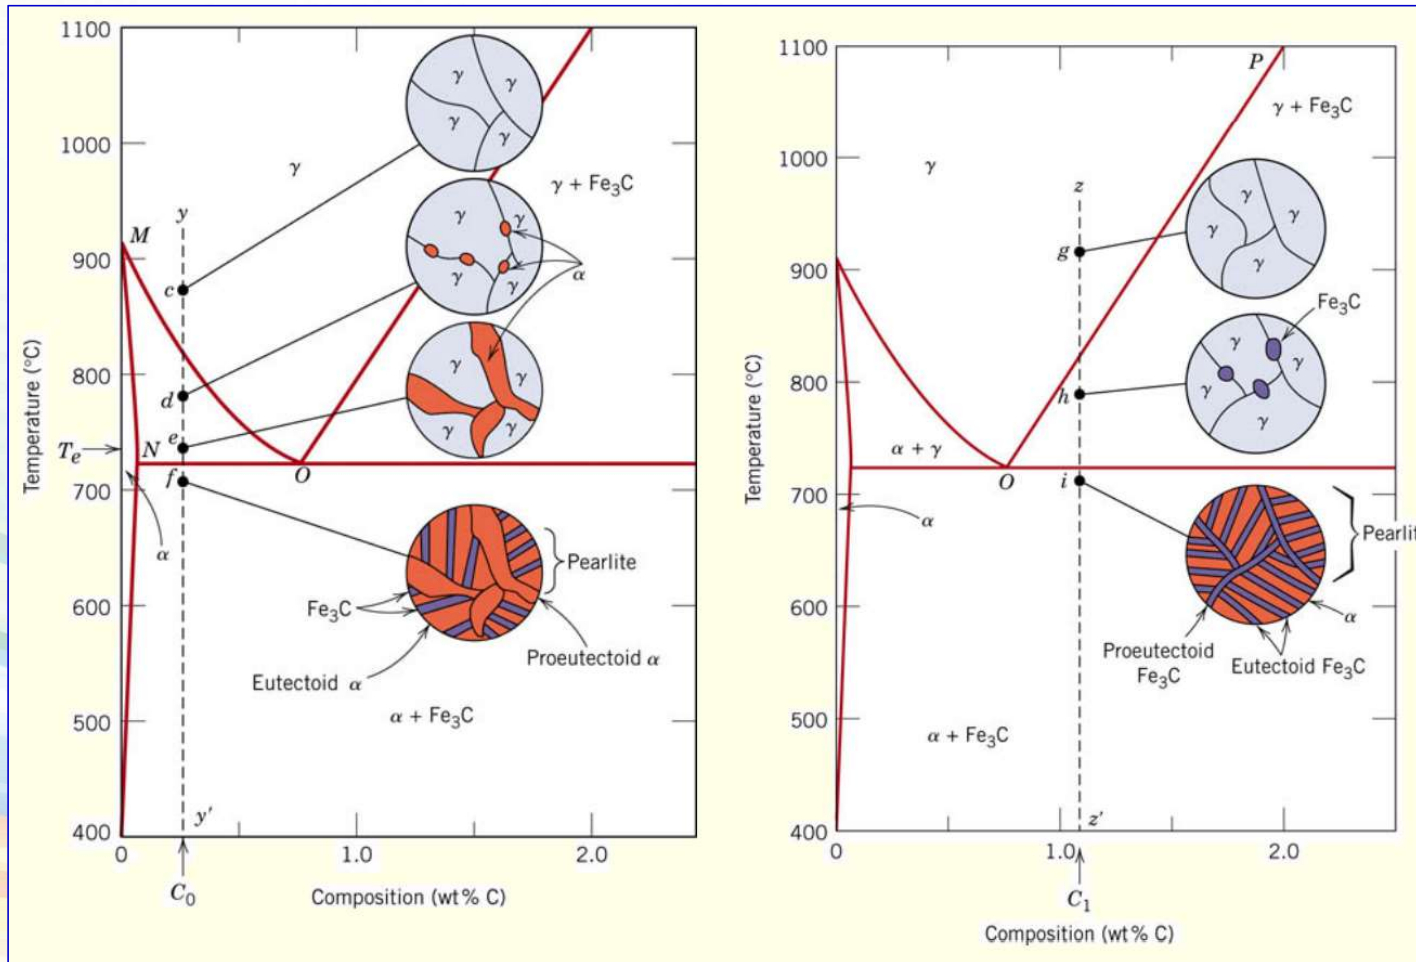 1100
1000
900
800
700
600
500
400
Temperature (°C)
T_e
γ
γ
γ
γ
γ
γ + Fe₃C
y
M
c
γ
γ
γ
γ
α
d
γ
γ
γ
e
N
f
O
α
Pearlite
Fe₃C
Proeutectoid α
Eutectoid α
α + Fe₃C
y′
0
1.0
2.0
C₀
Composition (wt% C)
1100
1000
900
800
700
600
500
400
Temperature (°C)
P
γ + Fe₃C
γ
z
g
γ
γ
γ
γ
Fe₃C
h
γ
γ
γ
γ
α + γ
O
i
α
Pearlit
α
Proeutectoid
Fe₃C
Eutectoid Fe₃C
α + Fe₃C
z′
0
1.0
2.0
C₁
Composition (wt% C)